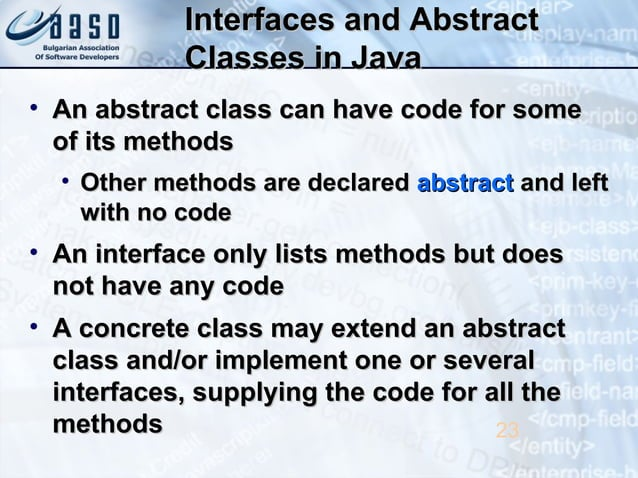 BASD
Bulgarian Association
Of Software Developers
Interfaces and Abstract
Classes in Java
• An abstract class can have code for some
of its methods
• Other methods are declared abstract and left
with no code
• An interface only lists methods but does
not have any code
• A concrete class may extend an abstract
class and/or implement one or several
interfaces, supplying the code for all the
methods
23